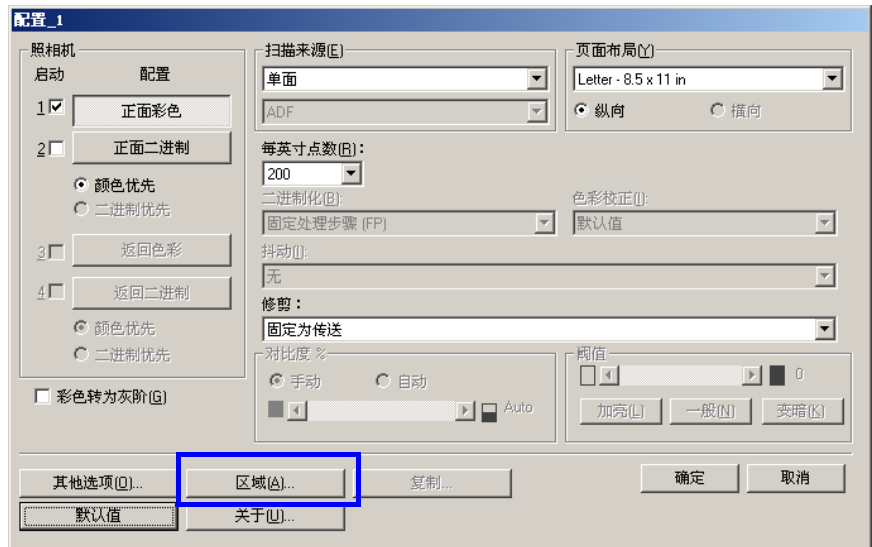 配置_1
照相机
启动 配置
1 正面彩色
2 正面二进制
颜色优先
二进制优先
3 返回色彩
4 返回二进制
颜色优先
二进制优先
彩色转为灰阶(G)
扫描来源(E)
单面
ADF
页面布局(Y)
Letter - 8.5 x 11 in
纵向 横向
每英寸点数(R):
200
二进制化(B):
固定处理步骤 (FP)
色彩校正(I):
默认值
抖动(I):
无
修剪:
固定为传送
对比度 %
手动 自动
Auto
阈值
0
加亮(L) 一般(N) 变暗(K)
其他选项(O)... 区域(A)... 复制... 确定 取消
默认值 关于(U)...